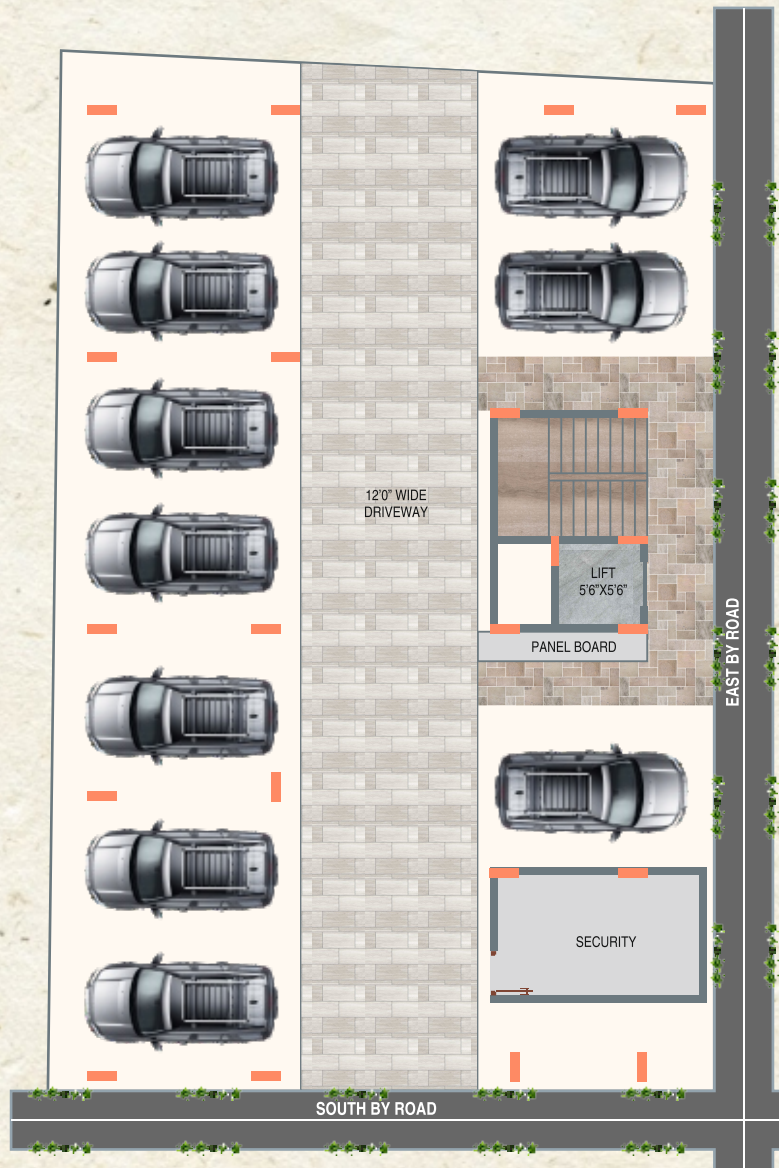 12'0" WIDE
DRIVEWAY
LIFT
5'6"X5'6"
PANEL BOARD
EAST BY ROAD
SECURITY
SOUTH BY ROAD